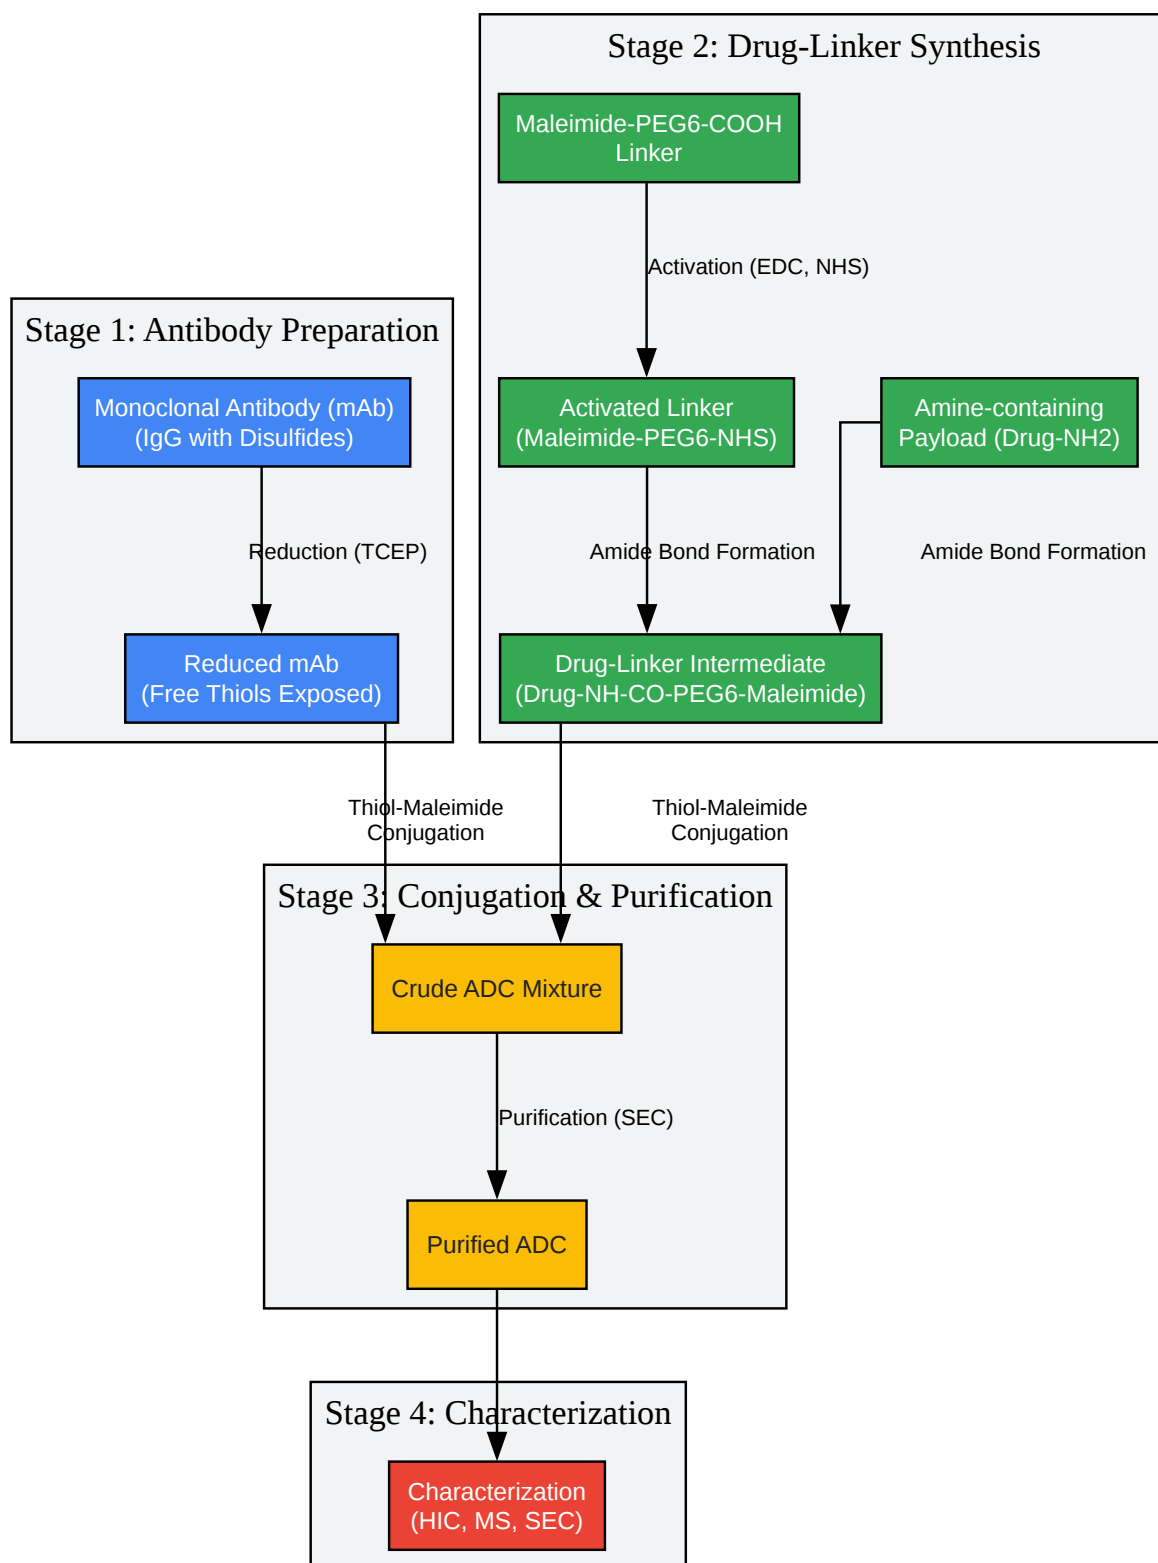 Stage 2: Drug-Linker Synthesis
Maleimide-PEG6-COOH
Linker
Activation (EDC, NHS)
Stage 1: Antibody Preparation
Monoclonal Antibody (mAb)
(IgG with Disulfides)
Activated Linker
(Maleimide-PEG6-NHS)
Amine-containing
Payload (Drug-NH2)
Reduction (TCEP)
Amide Bond Formation
Amide Bond Formation
Reduced mAb
(Free Thiols Exposed)
Drug-Linker Intermediate
(Drug-NH-CO-PEG6-Maleimide)
Thiol-Maleimide
Conjugation
Thiol-Maleimide
Conjugation
Stage 3: Conjugation & Purification
Crude ADC Mixture
Purification (SEC)
Purified ADC
Stage 4: Characterization
Characterization
(HIC, MS, SEC)